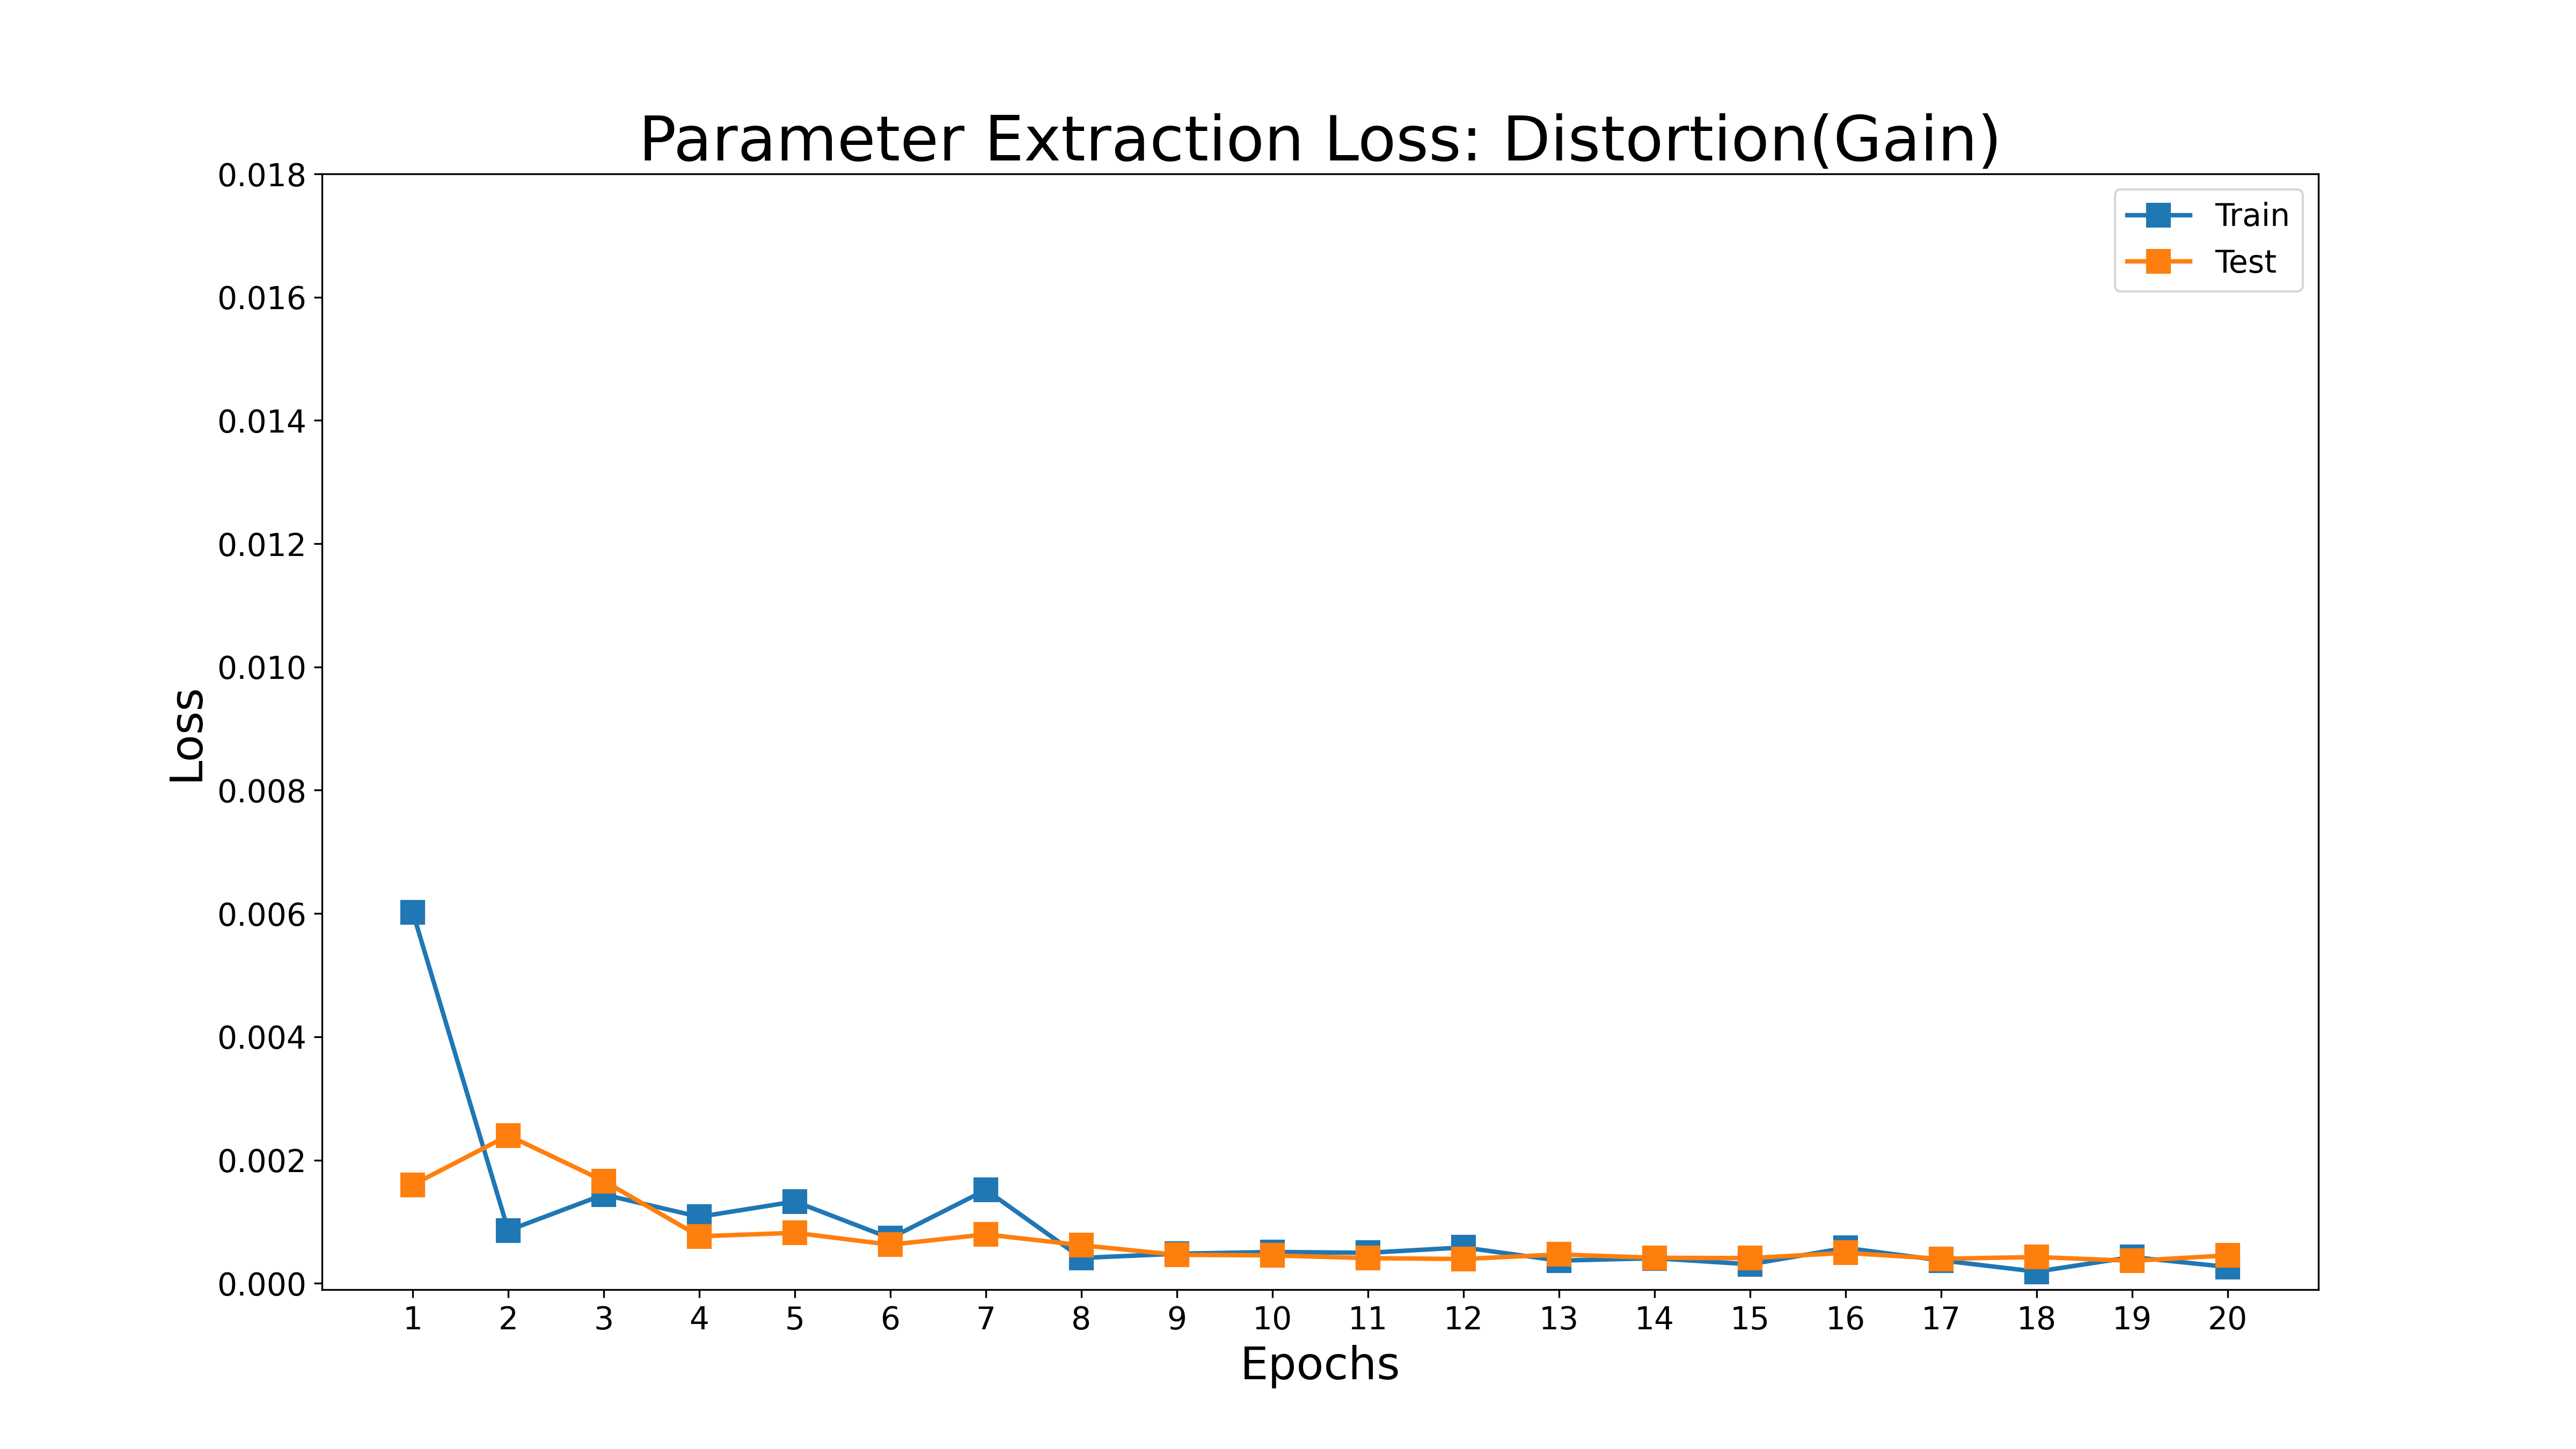 Parameter Extraction Loss: Distortion(Gain)
Train
Test
0.018
0.016
0.014
0.012
0.010
0.008
0.006
0.004
0.002
0.000
Loss
1 2 3 4 5 6 7 8 9 10 11 12 13 14 15 16 17 18 19 20
Epochs